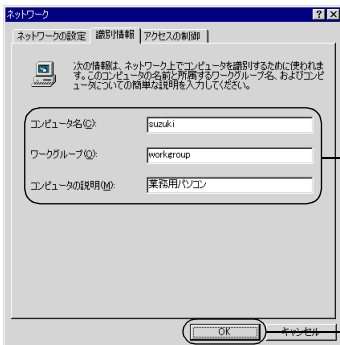 ネットワーク
ネットワークの設定 識別情報 アクセスの制御
次の情報は、ネットワーク上でコンピュータを識別するために使われま
す。このコンピュータの名前と所属するワークグループ名、およびコンピ
ュータについての簡単な説明を入力してください。
コンピュータ名(C): suzuki
ワークグループ(O): workgroup
コンピュータの説明(M): 業務用パソコン
OK キャンセル